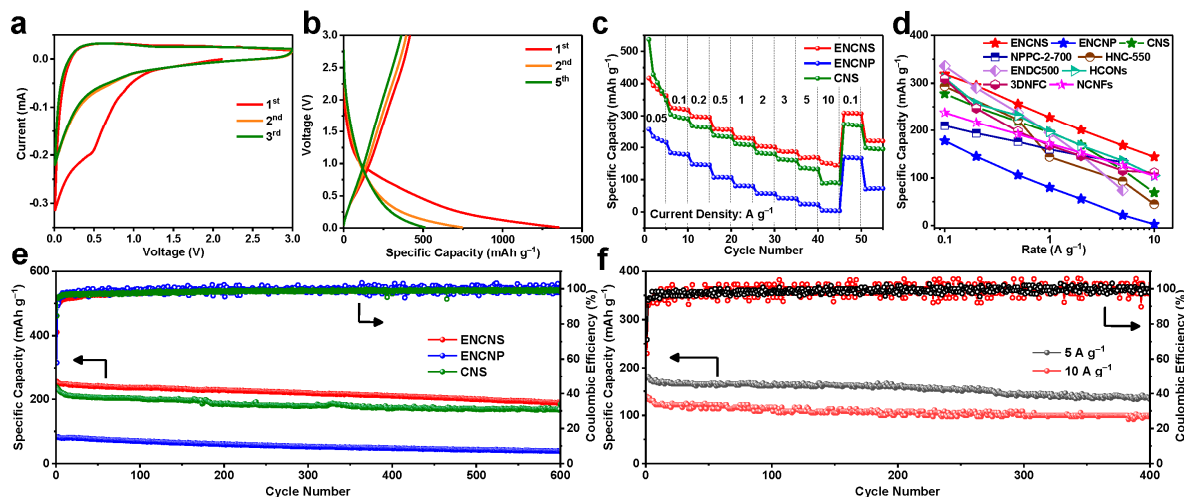 a
0.0
-0.1
-0.2
-0.3
Current (mA)
0.0 0.5 1.0 1.5 2.0 2.5 3.0
Voltage (V)
1st
2nd
3rd
b
3.0
2.5
2.0
1.5
1.0
0.5
0.0
Voltage (V)
0 500 1000 1500
Specific Capacity (mAh g⁻¹)
1st
2nd
5th
c
500
400
300
200
100
0
Specific Capacity (mAh g⁻¹)
0 10 20 30 40 50
Cycle Number
ENCNS
ENCNP
CNS
0.05
0.1 0.2 0.5 1 2 3 5 10 0.1
Current Density: A g⁻¹
d
400
300
200
100
0
Specific Capacity (mAh g⁻¹)
0.1 1 10
Rate (A g⁻¹)
ENCNS ENCNP CNS
NPPC-2-700 HNC-550
ENDC500 HCONs
3DNFC NCNFs
e
600
400
200
0
Specific Capacity (mAh g⁻¹)
0 100 200 300 400 500 600
Cycle Number
100
80
60
40
20
0
Coulombic Efficiency (%)
ENCNS
ENCNP
CNS
f
400
300
200
100
0
Specific Capacity (mAh g⁻¹)
0 100 200 300 400
Cycle Number
100
80
60
40
20
0
Coulombic Efficiency (%)
5 A g⁻¹
10 A g⁻¹